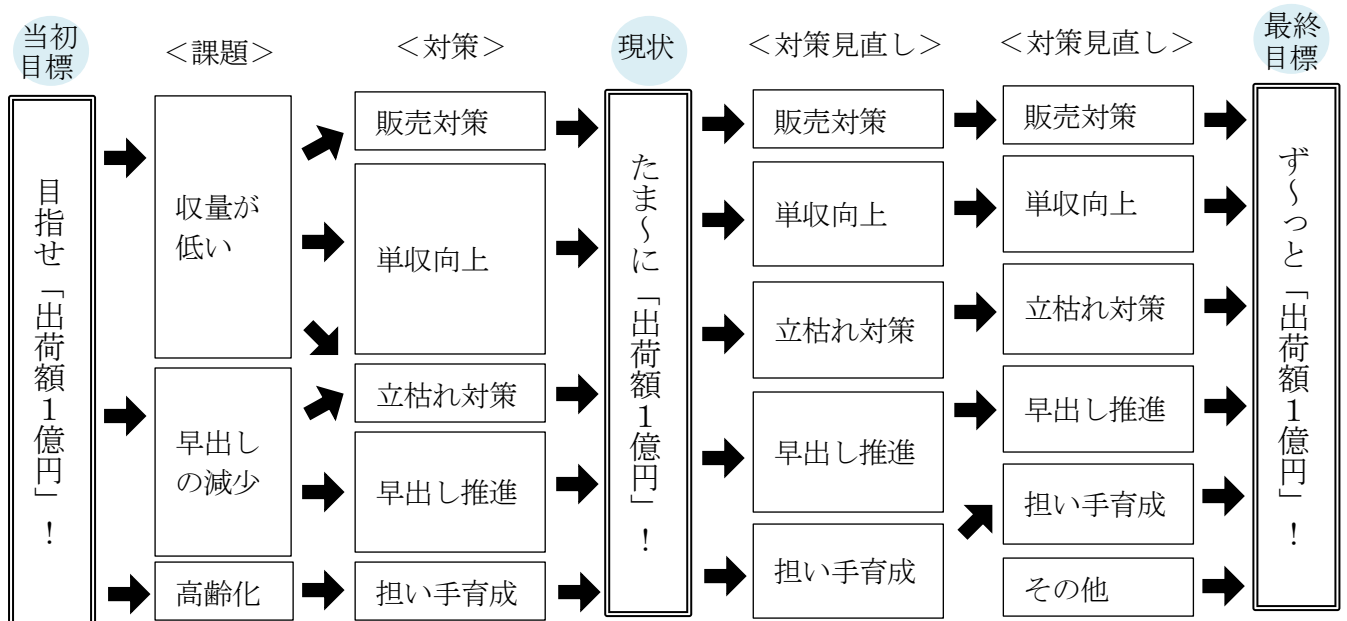 当初
目標
＜課題＞
＜対策＞
現状
＜対策見直し＞
＜対策見直し＞
最終
目標
目指せ「出荷額１億円」！
収量が
低い
早出し
の減少
高齢化
販売対策
単収向上
立枯れ対策
早出し推進
担い手育成
たま～に「出荷額１億円」！
販売対策
単収向上
立枯れ対策
早出し推進
担い手育成
販売対策
単収向上
立枯れ対策
早出し推進
担い手育成
その他
ず～っと「出荷額１億円」！